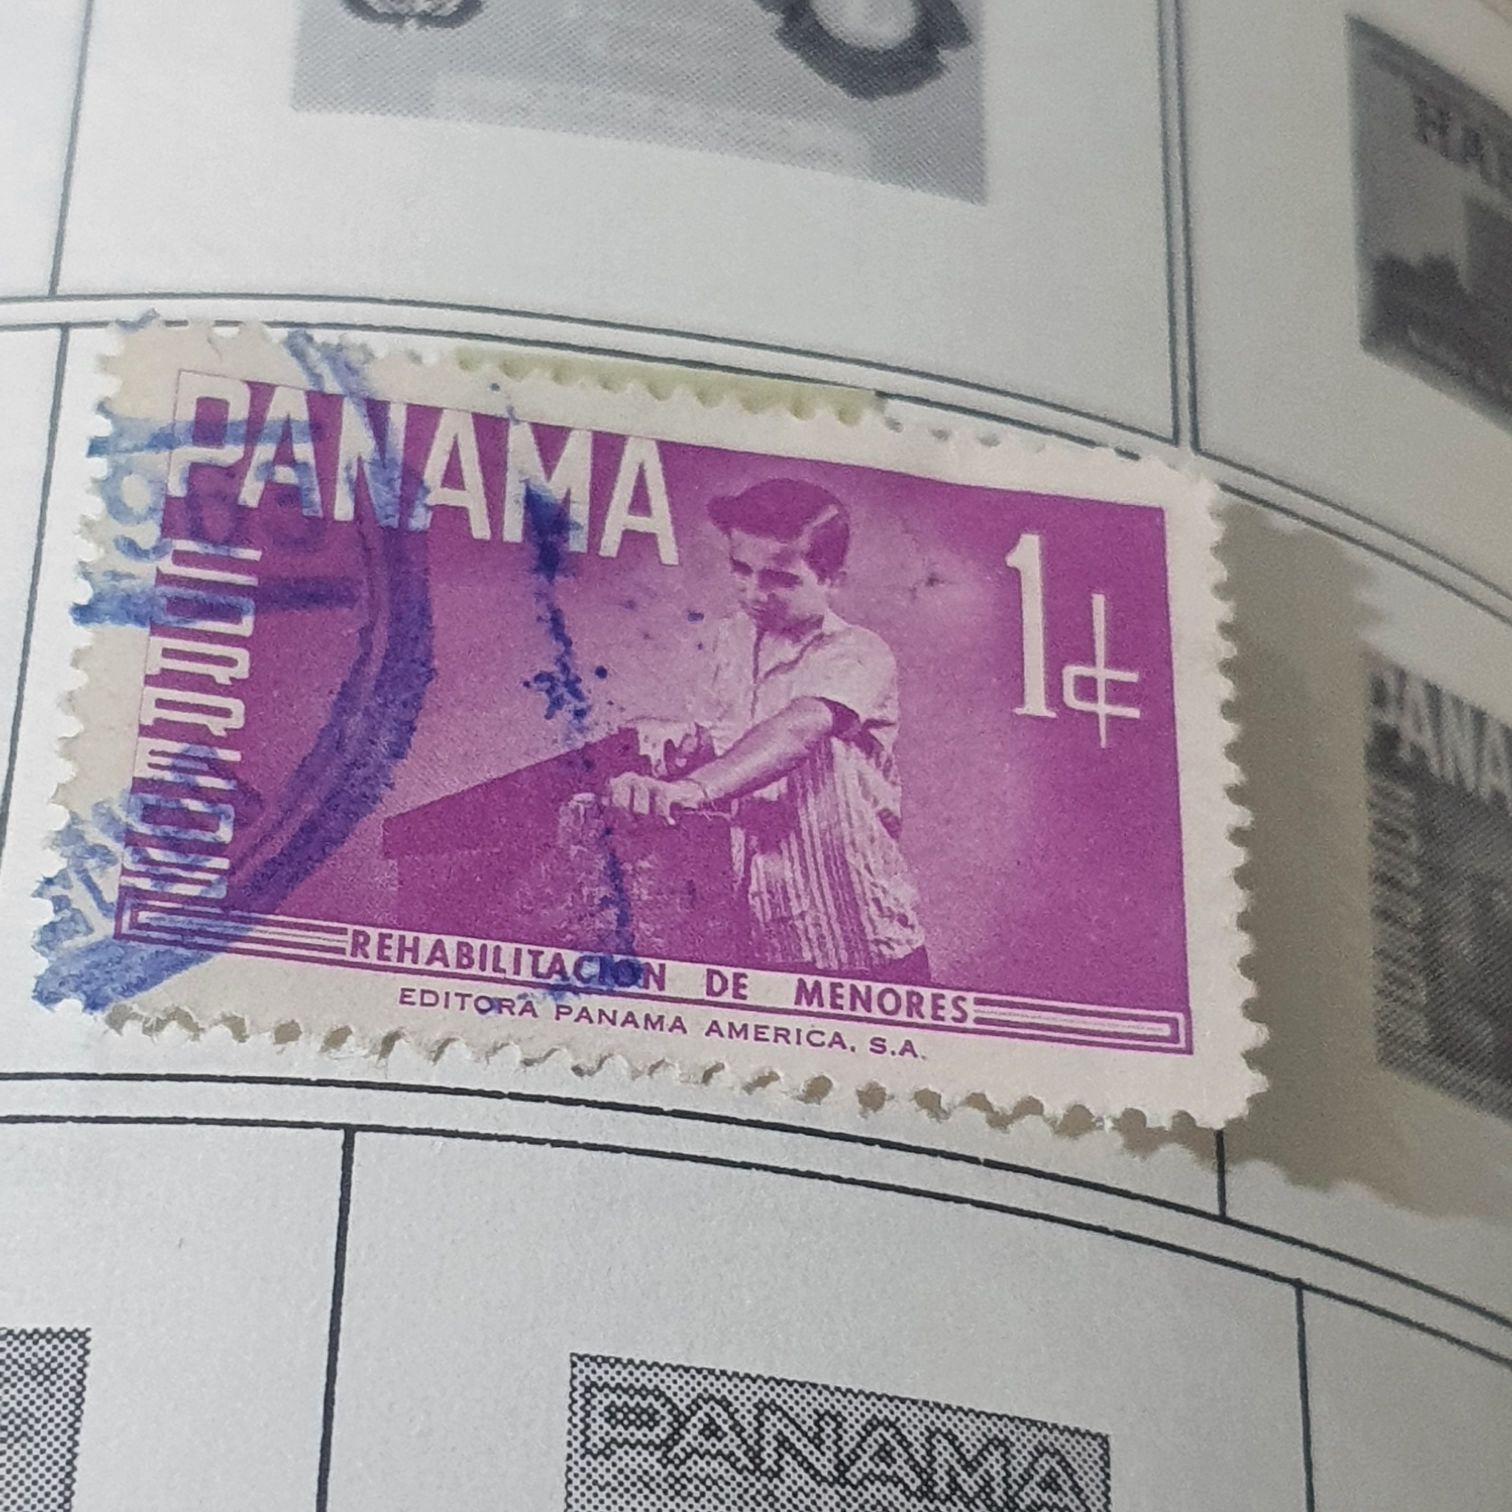 PANAMA
CORREOS
1¢
REHABILITACION DE MENORES
EDITORA PANAMA AMERICA, S.A.
PANAMA